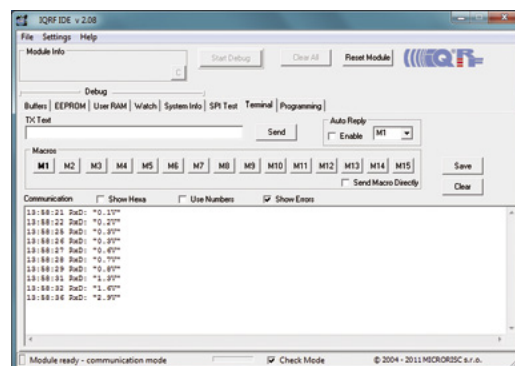 IQRF IDE v 2.08
File Settings Help
Module Info
C
Start Debug
Clear All
Reset Module
IQRF
Debug
Buffers EEPROM User RAM Watch System Info SPI Test Terminal Programming
TX Text
Send
Auto Reply
Enable M1
Macros
M1 M2 M3 M4 M5 M6 M7 M8 M9 M10 M11 M12 M13 M14 M15
Send Macro Directly
Save
Clear
Communication Show Hexa Use Numbers Show Errors
13:58:21 RxD: "0.1V"
13:58:22 RxD: "0.2V"
13:58:25 RxD: "0.3V"
13:58:26 RxD: "0.3V"
13:58:27 RxD: "0.6V"
13:58:28 RxD: "0.7V"
13:58:29 RxD: "0.8V"
13:58:31 RxD: "1.3V"
13:58:32 RxD: "1.6V"
13:58:36 RxD: "2.9V"
Module ready - communication mode
Check Mode
© 2004 - 2011 MICRORISC s.r.o.